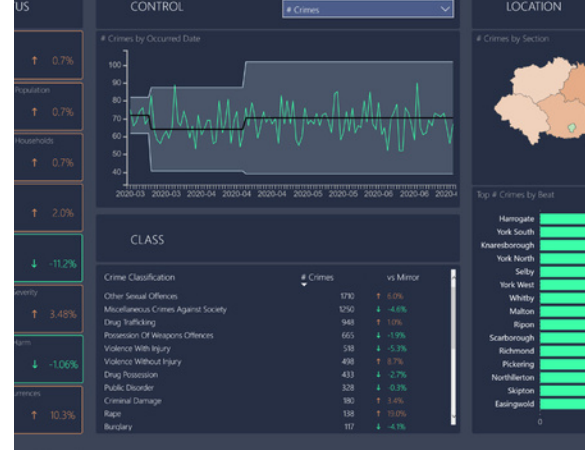 US
CONTROL
# Crimes
LOCATION
# Crimes by Occurred Date
# Crimes by Section
↑ 0.7%
Population
↑ 0.7%
Households
↑ 0.7%
↑ 2.0%
↓ -11.2%
everity
↑ 3.48%
Harm
↓ -1.06%
urrences
↑ 10.3%
100
90
80
70
60
50
40
2020-03 2020-03 2020-04 2020-04 2020-04 2020-05 2020-05 2020-06 2020-06 2020-
Top # Crimes by Beat
Harrogate
York South
Knaresborough
York North
Selby
York West
Whitby
Malton
Ripon
Scarborough
Richmond
Pickering
Northllerton
Skipton
Easingwold
0
CLASS
Crime Classification # Crimes vs Mirror
Other Sexual Offences 1710 ↑ 6.0%
Miscellaneous Crimes Against Society 1250 ↓ -4.6%
Drug Trafficking 948 ↑ 1.0%
Possession Of Weapons Offences 665 ↓ -1.9%
Violence With Injury 518 ↓ -5.3%
Violence Without Injury 498 ↑ 8.7%
Drug Possession 433 ↓ -2.7%
Public Disorder 328 ↓ -0.3%
Criminal Damage 180 ↑ 3.4%
Rape 138 ↑ 19.0%
Burglary 117 ↓ -4.1%